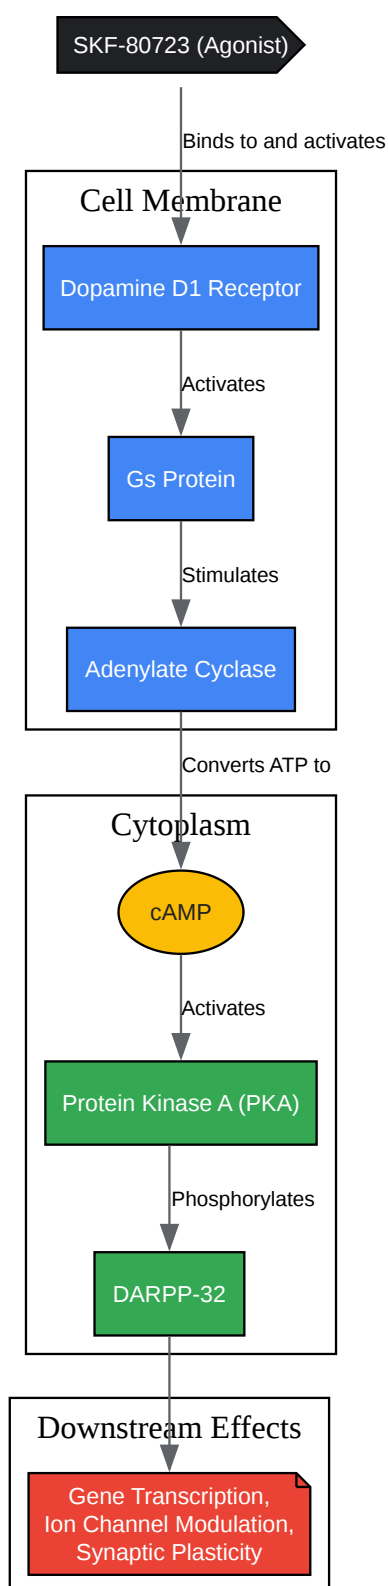 SKF-80723 (Agonist)
Binds to and activates
Cell Membrane
Dopamine D1 Receptor
Activates
Gs Protein
Stimulates
Adenylate Cyclase
Converts ATP to
Cytoplasm
cAMP
Activates
Protein Kinase A (PKA)
Phosphorylates
DARPP-32
Downstream Effects
Gene Transcription,
Ion Channel Modulation,
Synaptic Plasticity